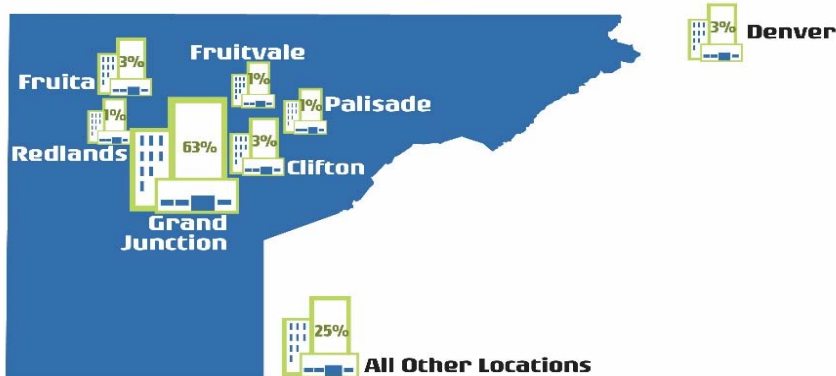 3%
Denver
Fruitvale
3%
Fruita
1%
1%
Palisade
1%
Redlands
63%
3%
Clifton
Grand
Junction
25%
All Other Locations